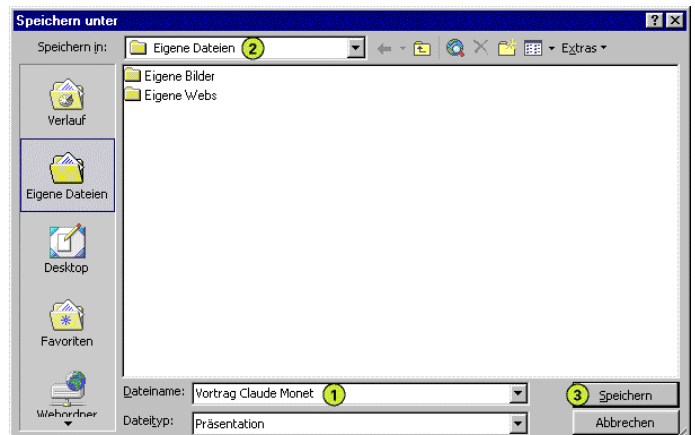 Speichern unter
Speichern in: Eigene Dateien 2 Extras
Eigene Bilder
Eigene Webs
Verlauf
Eigene Dateien
Desktop
Favoriten
Webordner
Dateiname: Vortrag Claude Monet 1 3 Speichern
Dateityp: Präsentation Abbrechen